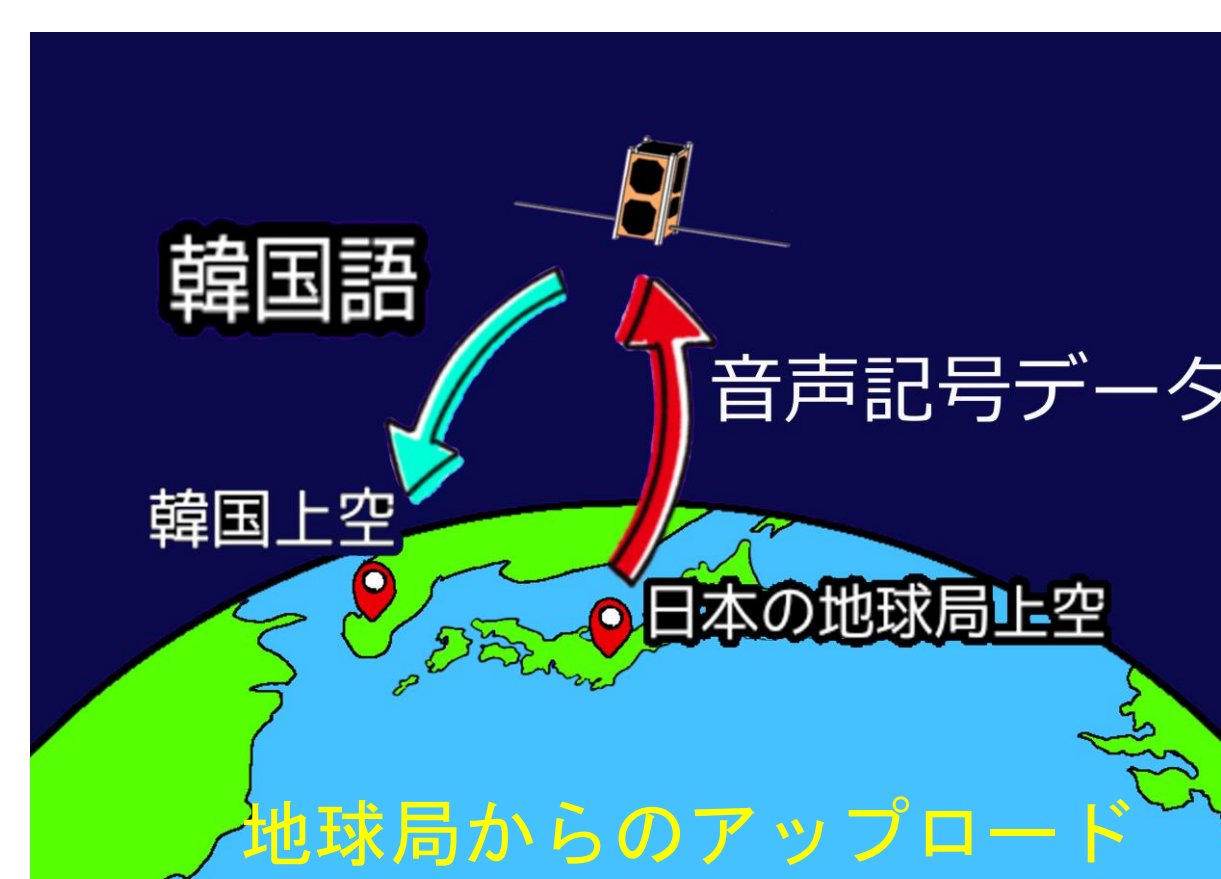 韓国語
音声記号データ
韓国上空
日本の地球局上空
地球局からのアップロード